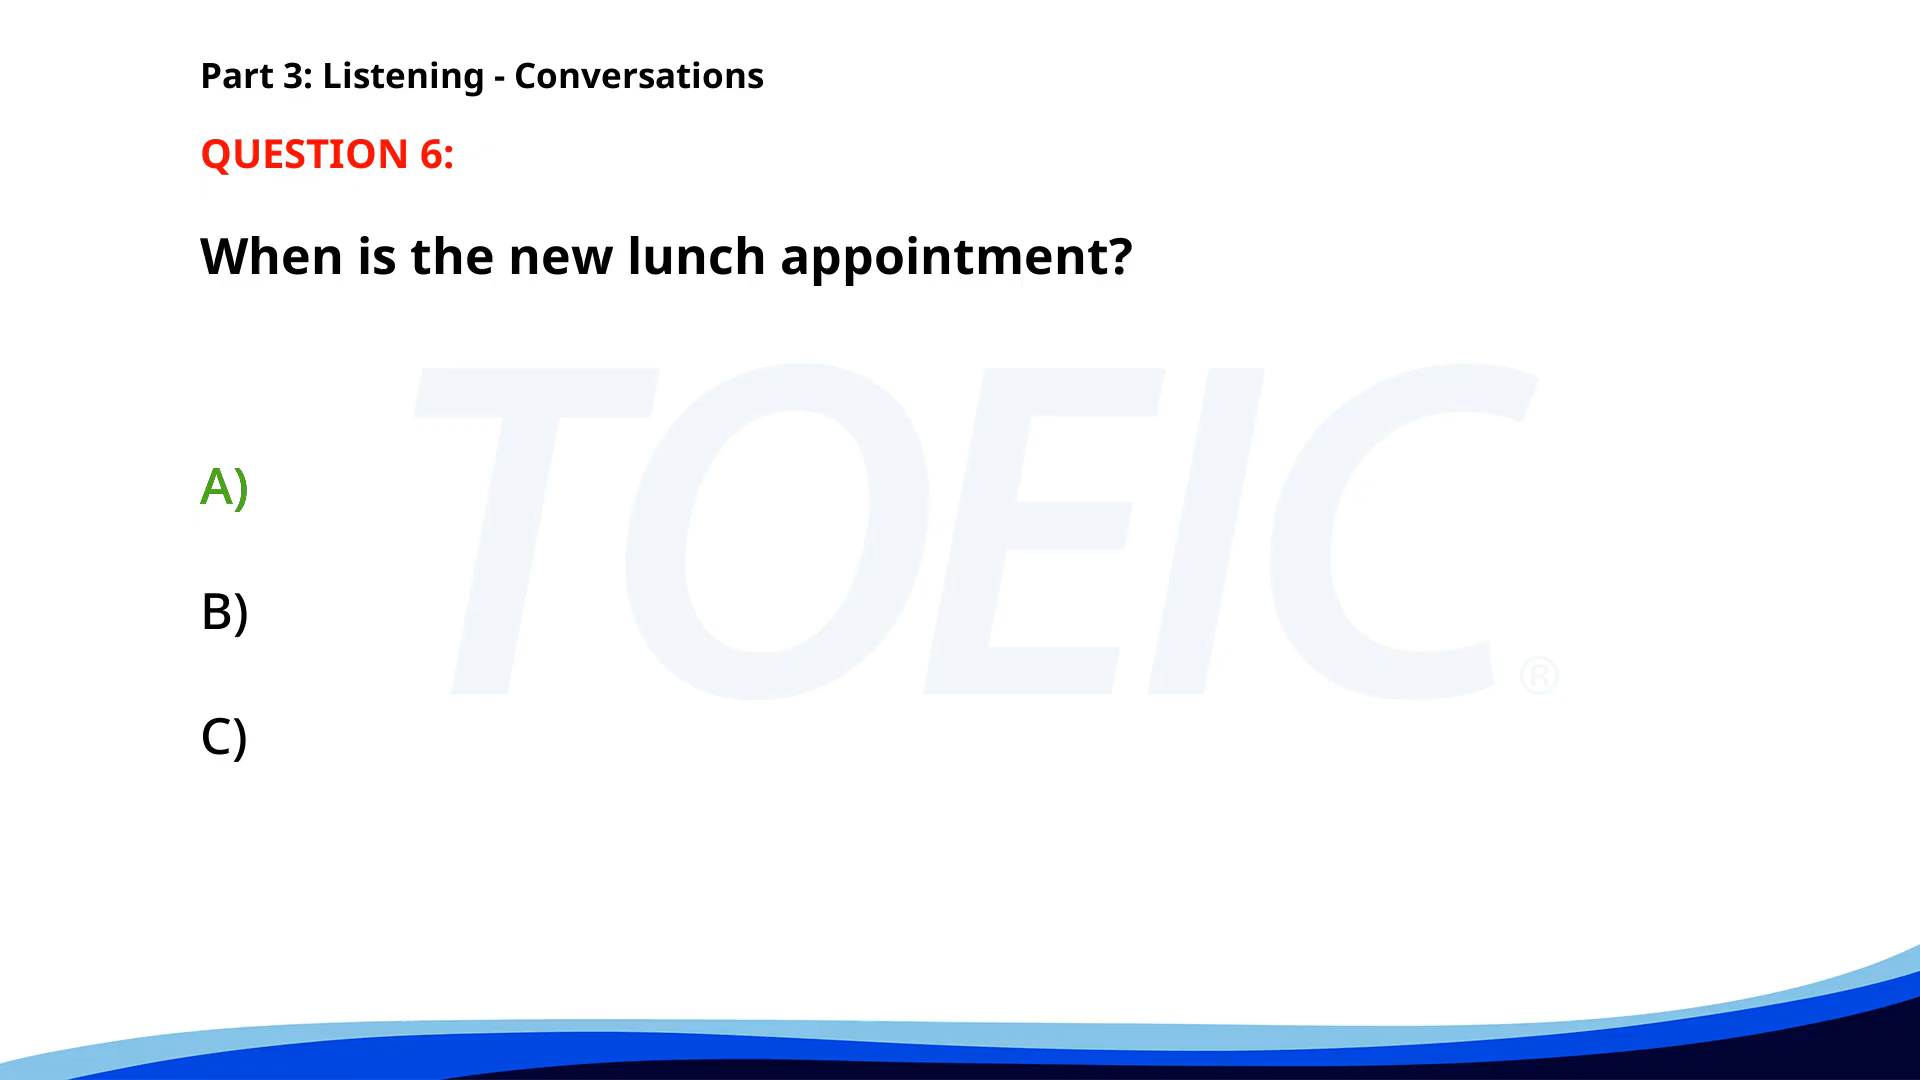 Part 3: Listening - Conversations
QUESTION 6:
When is the new lunch appointment?
TOEIC®
A)
B)
C)